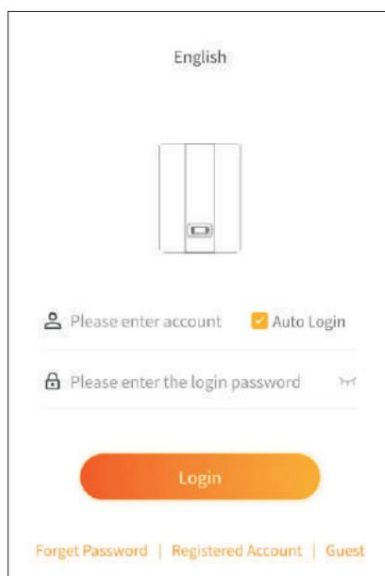 English
Please enter account Auto Login
Please enter the login password
Login
Forget Password | Registered Account | Guest